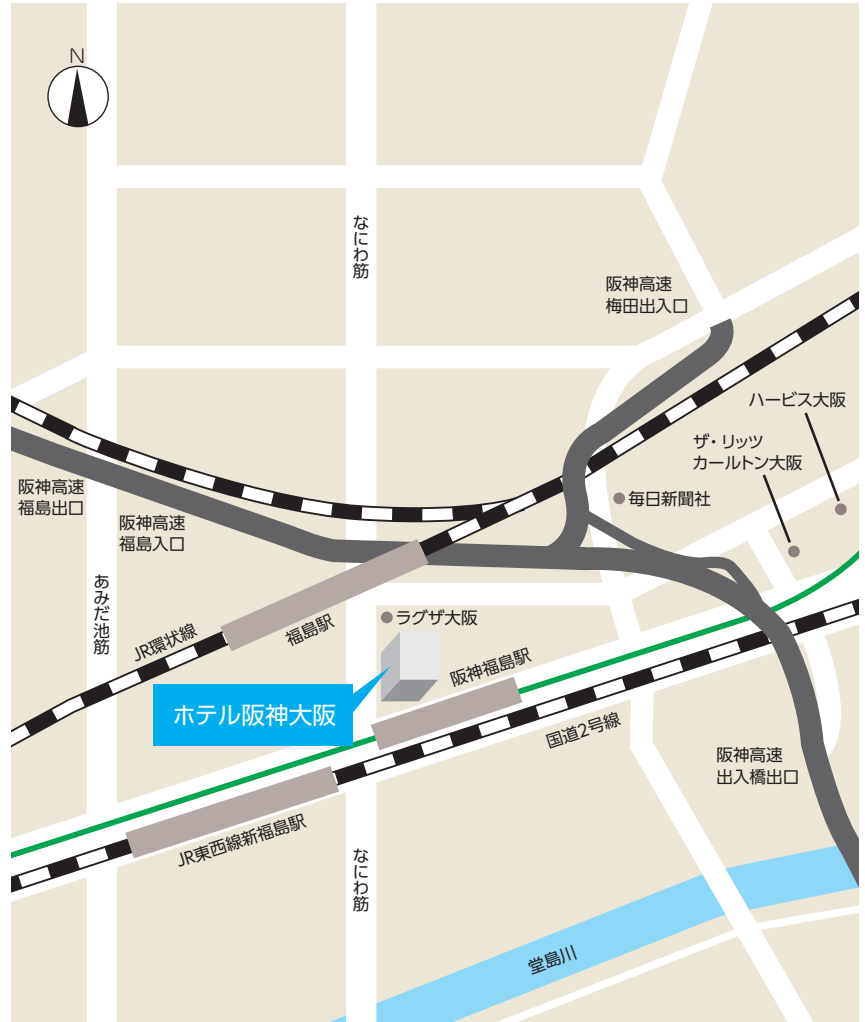 N
なにわ筋
阪神高速
梅田出入口
ハービス大阪
ザ・リッツ
カールトン大阪
阪神高速
福島出口
阪神高速
福島入口
毎日新聞社
あみだ池筋
JR環状線
福島駅
ラグザ大阪
阪神福島駅
ホテル阪神大阪
国道2号線
阪神高速
出入橋出口
JR東西線新福島駅
なにわ筋
堂島川